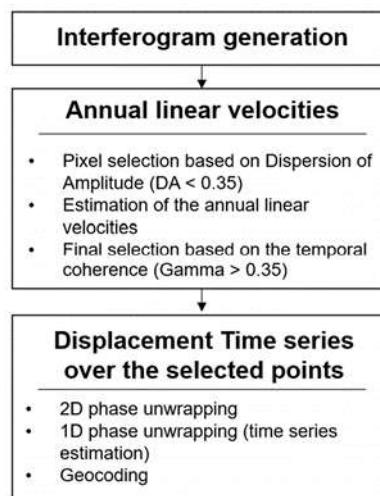 Interferogram generation
Annual linear velocities
• Pixel selection based on Dispersion of
Amplitude (DA < 0.35)
• Estimation of the annual linear
velocities
• Final selection based on the temporal
coherence (Gamma > 0.35)
Displacement Time series
over the selected points
• 2D phase unwrapping
• 1D phase unwrapping (time series
estimation)
• Geocoding